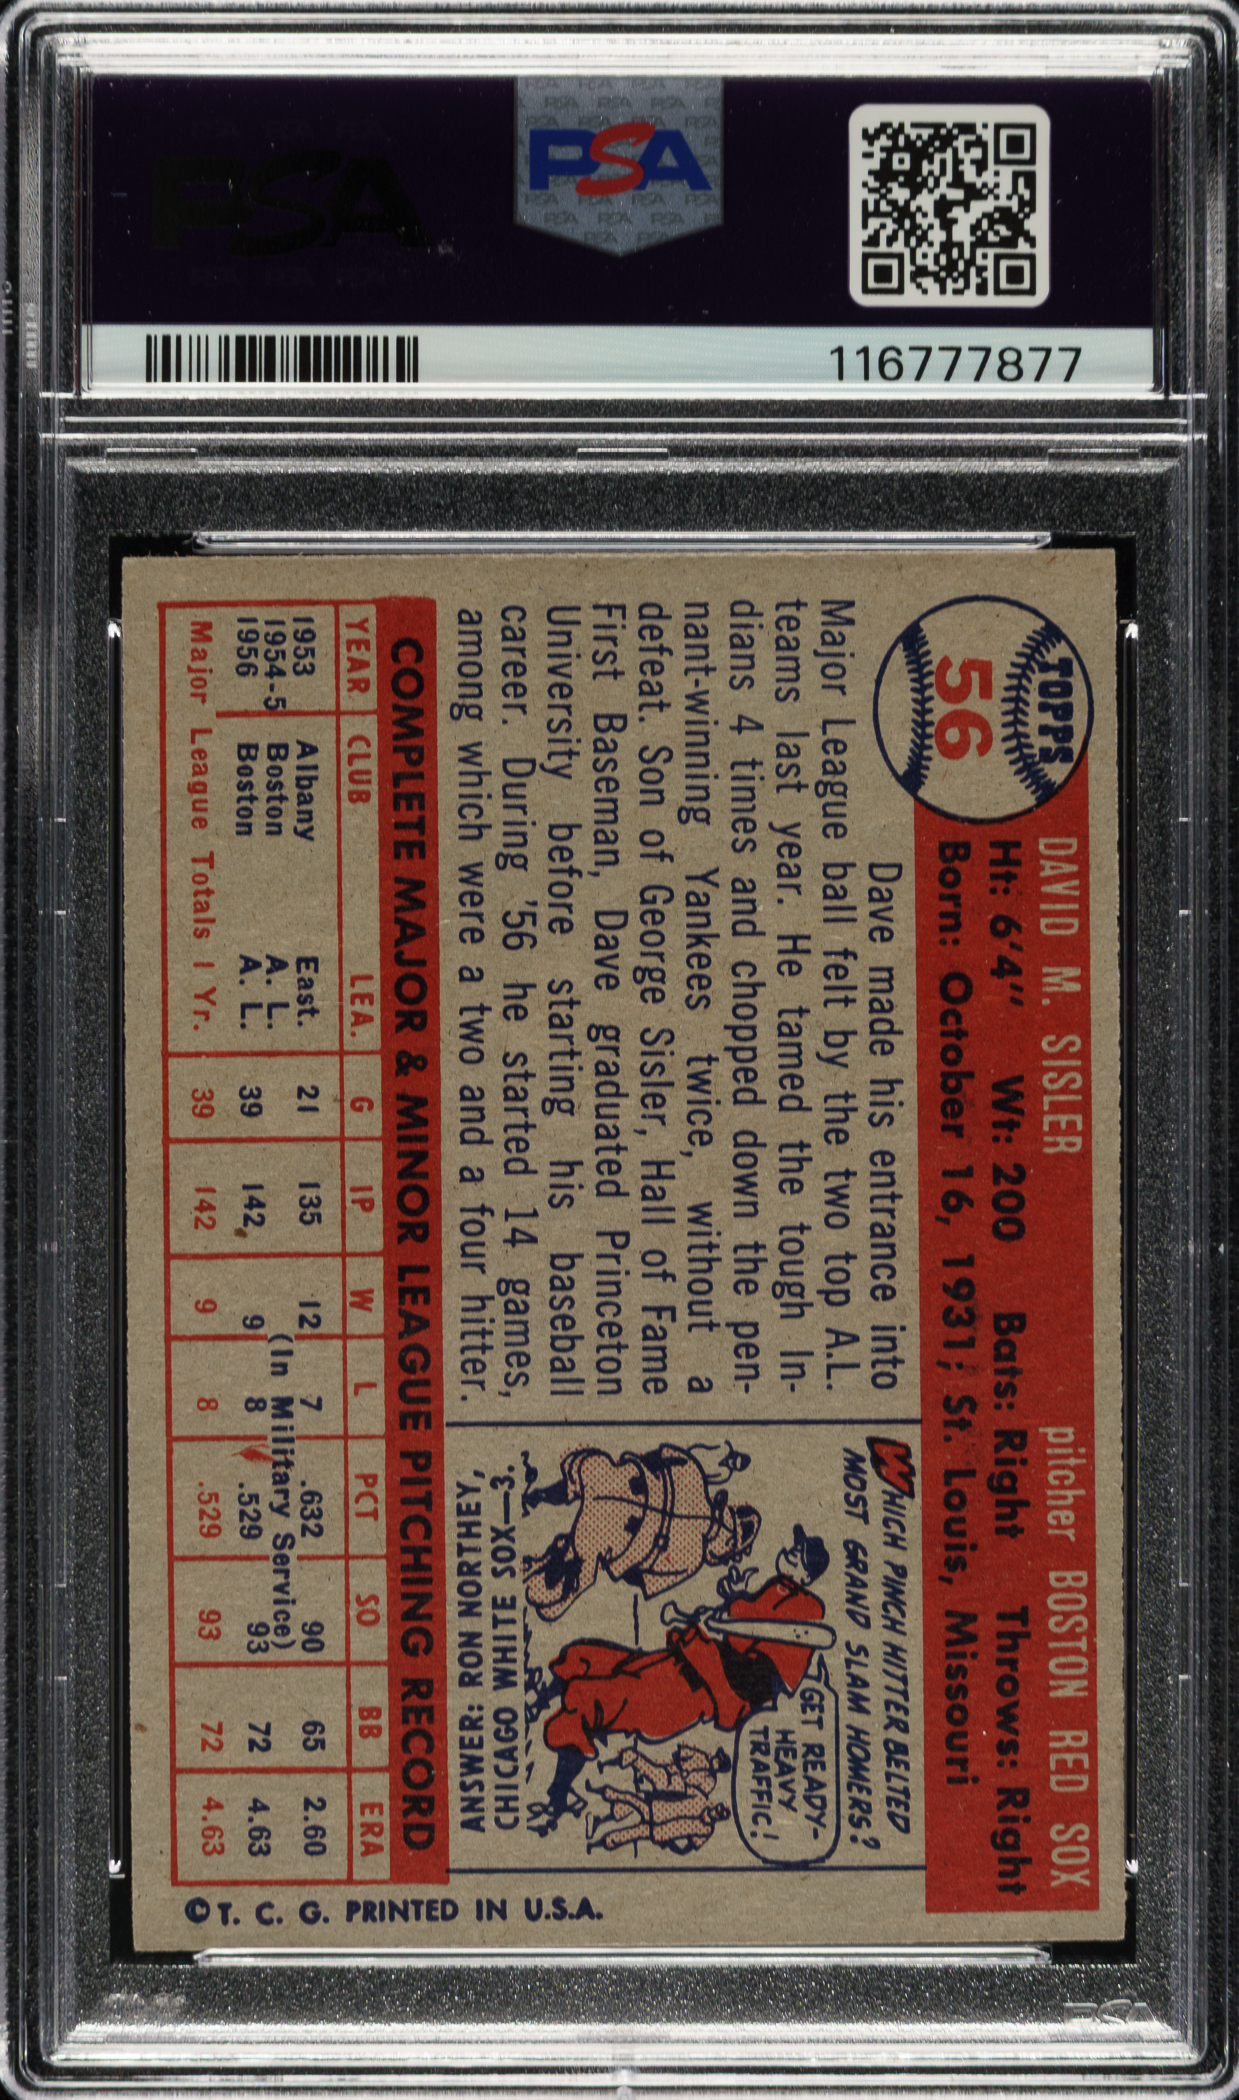 PSA
PSA
116777877
TOPPS
56
DAVID M. SISLER pitcher BOSTON RED SOX
Ht: 6'4" Wt: 200 Bats: Right Throws: Right
Born: October 16, 1931; St. Louis, Missouri
Dave made his entrance into
Major League ball felt by the two top A.L.
teams last year. He tamed the tough In-
dians 4 times and chopped down the pen-
nant-winning Yankees twice, without a
defeat. Son of George Sisler, Hall of Fame
First Baseman, Dave graduated Princeton
University before starting his baseball
career. During '56 he started 14 games,
among which were a two and a four hitter.
WHICH PINCH HITTER BELTED
MOST GRAND SLAM HOMERS?
GET READY-
HEAVY
TRAFFIC!
ANSWER: RON NORTHEY,
CHICAGO WHITE SOX—3.
COMPLETE MAJOR & MINOR LEAGUE PITCHING RECORD
YEAR CLUB LEA. G IP W L PCT SO BB ERA
1953 Albany East. 21 135 12 7 .632 90 65 2.60
1954-5 Boston A. L. (In Military Service)
1956 Boston A. L. 39 142 9 8 .529 93 72 4.63
Major League Totals 1 Yr. 39 142 9 8 .529 93 72 4.63
© T. C. G. PRINTED IN U.S.A.